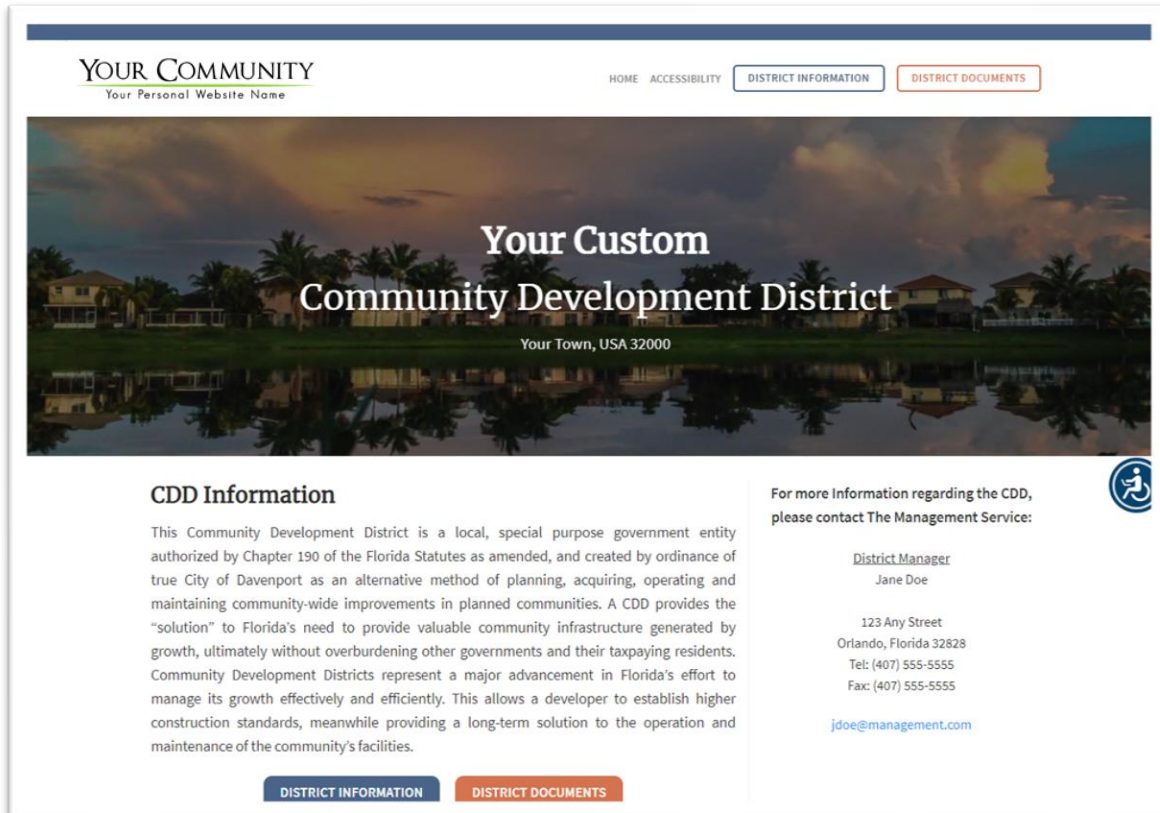 YOUR COMMUNITY
Your Personal Website Name
HOME ACCESSIBILITY DISTRICT INFORMATION DISTRICT DOCUMENTS
Your Custom
Community Development District
Your Town, USA 32000
CDD Information
This Community Development District is a local, special purpose government entity
authorized by Chapter 190 of the Florida Statutes as amended, and created by ordinance of
true City of Davenport as an alternative method of planning, acquiring, operating and
maintaining community-wide improvements in planned communities. A CDD provides the
“solution” to Florida’s need to provide valuable community infrastructure generated by
growth, ultimately without overburdening other governments and their taxpaying residents.
Community Development Districts represent a major advancement in Florida’s effort to
manage its growth effectively and efficiently. This allows a developer to establish higher
construction standards, meanwhile providing a long-term solution to the operation and
maintenance of the community’s facilities.
DISTRICT INFORMATION DISTRICT DOCUMENTS
For more Information regarding the CDD,
please contact The Management Service:
District Manager
Jane Doe
123 Any Street
Orlando, Florida 32828
Tel: (407) 555-5555
Fax: (407) 555-5555
jdoe@management.com